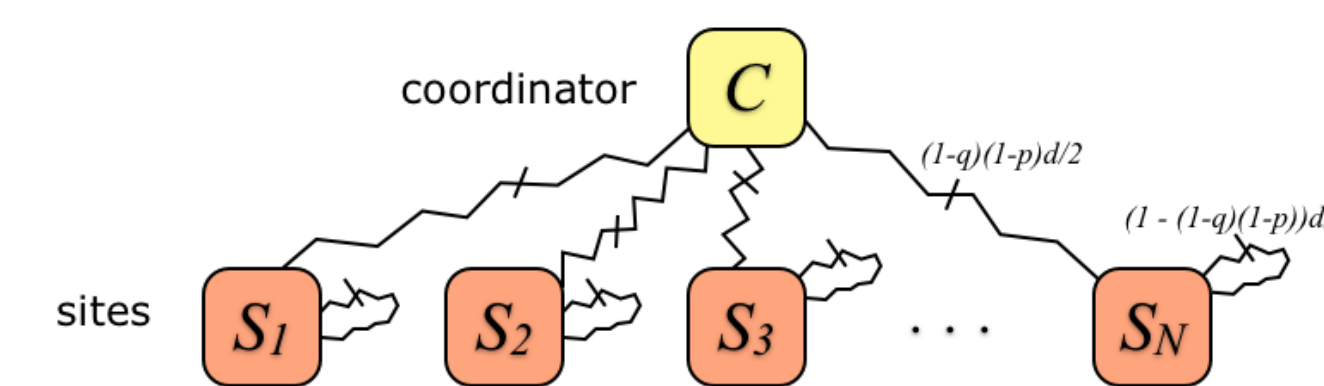 C
coordinator
(1-q)(1-p)d/2
(1 - (1-q)(1-p))d
sites
S1
S2
S3
. . .
SN